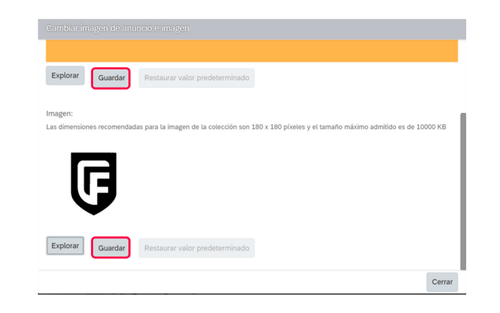 Cambiar imagen de anuncio e imagen
Explorar Guardar Restaurar valor predeterminado
Imagen:
Las dimensiones recomendadas para la imagen de la colección son 180 x 180 píxeles y el tamaño máximo admitido es de 10000 KB
Explorar Guardar Restaurar valor predeterminado
Cerrar